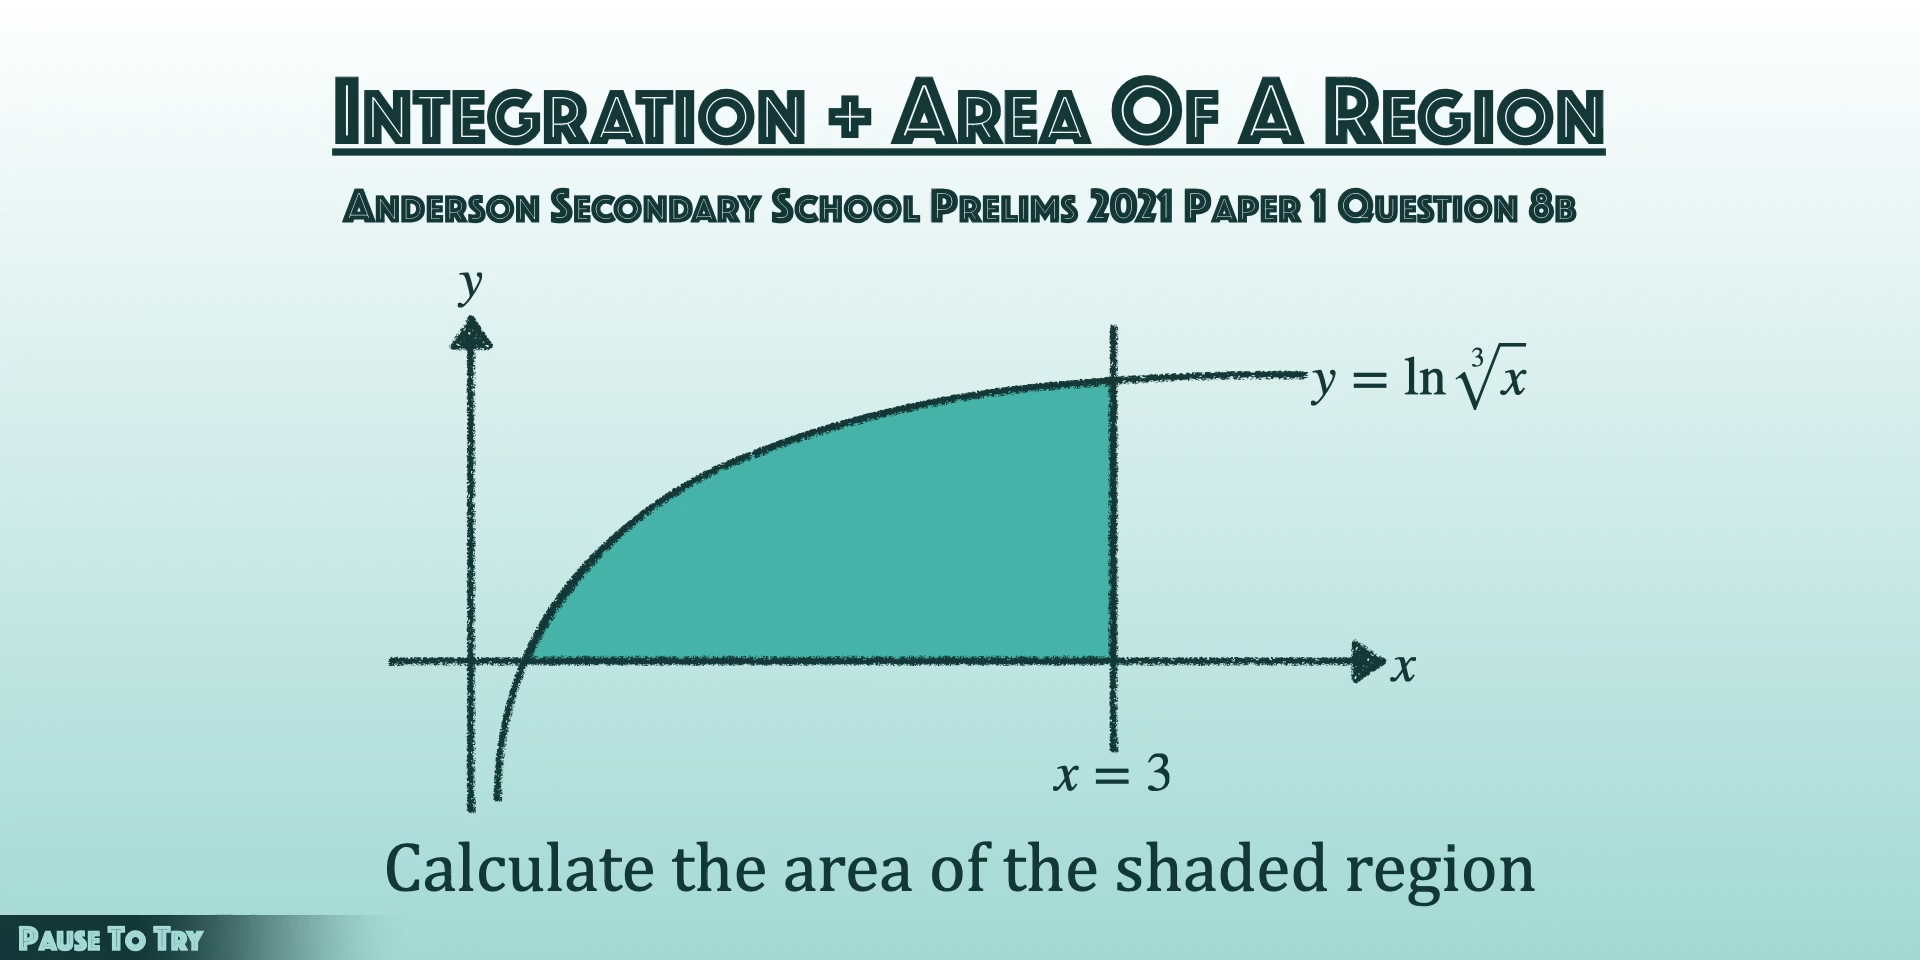 Integration + Area Of A Region
Anderson Secondary School Prelims 2021 Paper 1 Question 8b
y
y = ln ∛x
x
x = 3
Calculate the area of the shaded region
Pause To Try